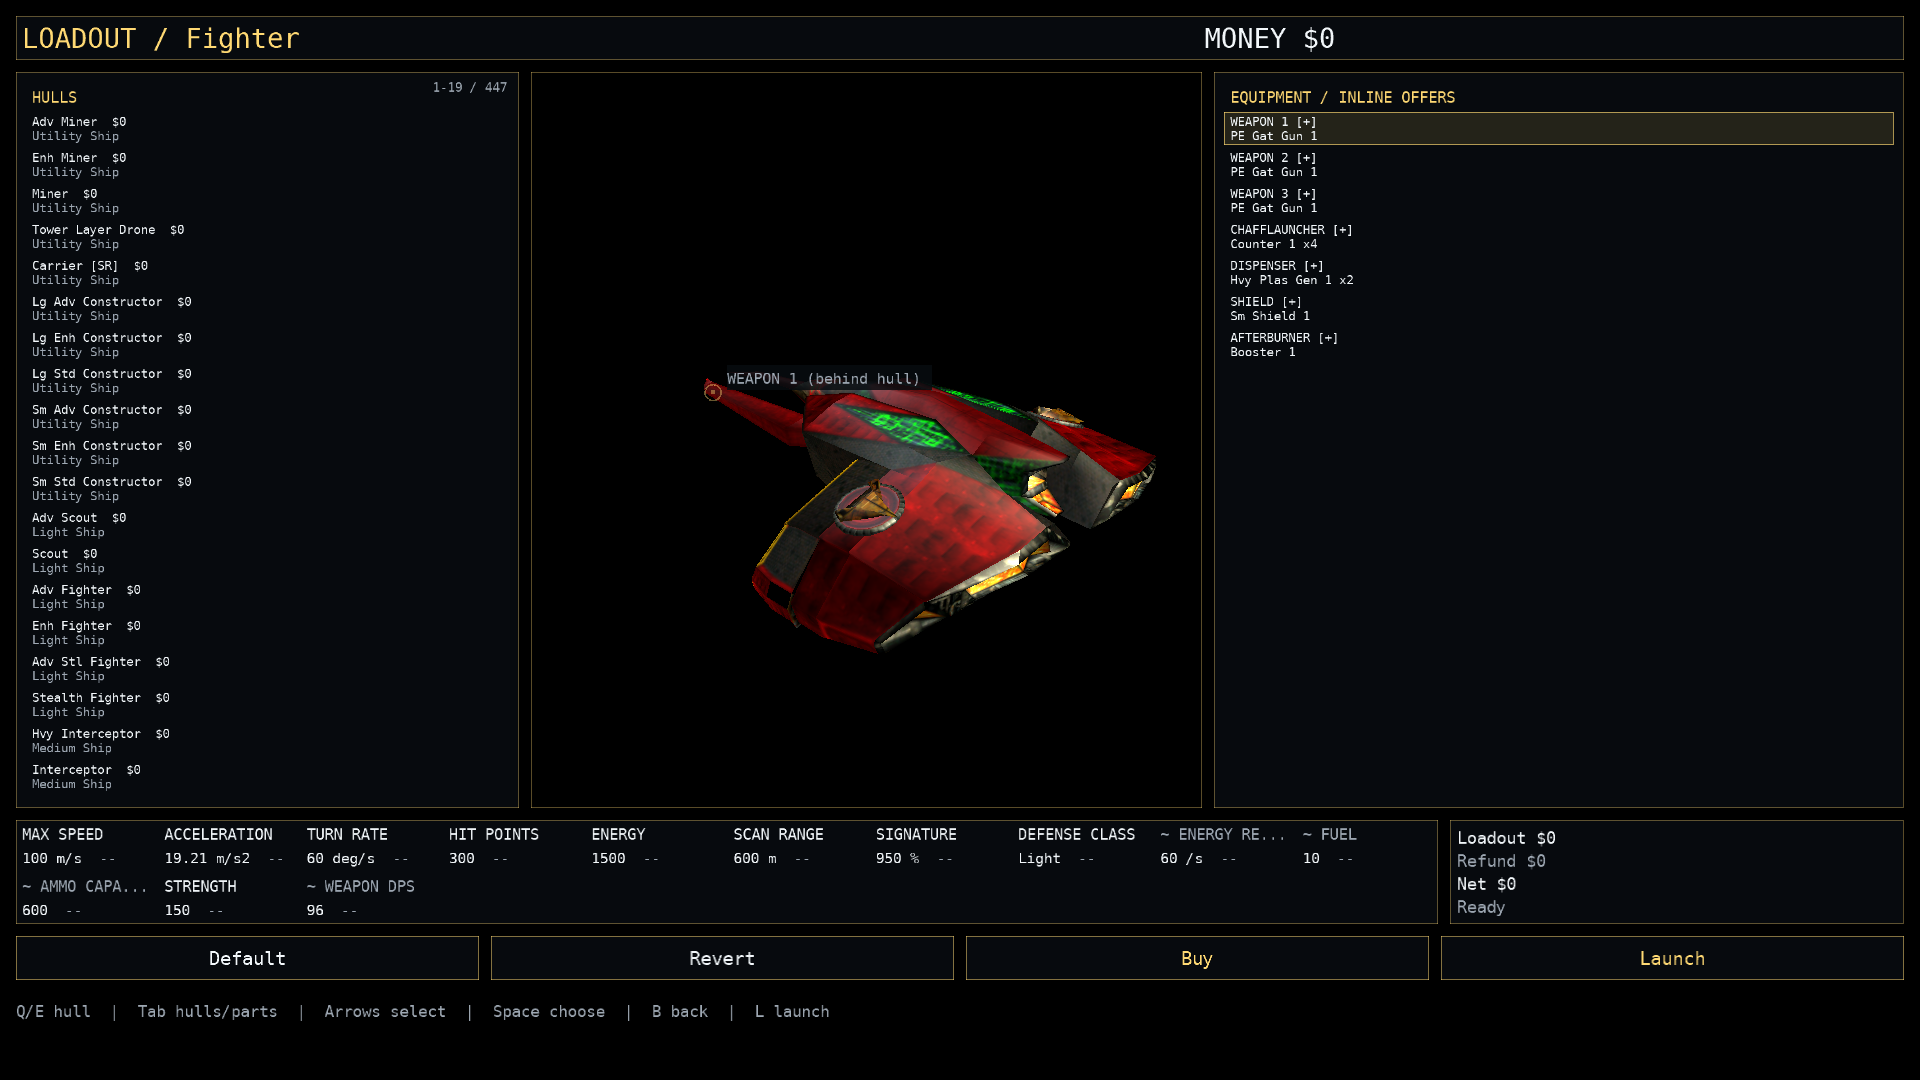 LOADOUT / Fighter
MONEY $0
HULLS
1-19 / 447
Adv Miner $0
Utility Ship
Enh Miner $0
Utility Ship
Miner $0
Utility Ship
Tower Layer Drone $0
Utility Ship
Carrier [SR] $0
Utility Ship
Lg Adv Constructor $0
Utility Ship
Lg Enh Constructor $0
Utility Ship
Lg Std Constructor $0
Utility Ship
Sm Adv Constructor $0
Utility Ship
Sm Enh Constructor $0
Utility Ship
Sm Std Constructor $0
Utility Ship
Adv Scout $0
Light Ship
Scout $0
Light Ship
Adv Fighter $0
Light Ship
Enh Fighter $0
Light Ship
Adv Stl Fighter $0
Light Ship
Stealth Fighter $0
Light Ship
Hvy Interceptor $0
Medium Ship
Interceptor $0
Medium Ship
WEAPON 1 (behind hull)
EQUIPMENT / INLINE OFFERS
WEAPON 1 [+]
PE Gat Gun 1
WEAPON 2 [+]
PE Gat Gun 1
WEAPON 3 [+]
PE Gat Gun 1
CHAFFLAUNCHER [+]
Counter 1 x4
DISPENSER [+]
Hvy Plas Gen 1 x2
SHIELD [+]
Sm Shield 1
AFTERBURNER [+]
Booster 1
MAX SPEED ACCELERATION TURN RATE HIT POINTS ENERGY SCAN RANGE SIGNATURE DEFENSE CLASS ~ ENERGY RE... ~ FUEL
100 m/s -- 19.21 m/s2 -- 60 deg/s -- 300 -- 1500 -- 600 m -- 950 % -- Light -- 60 /s -- 10 --
~ AMMO CAPA... STRENGTH ~ WEAPON DPS
600 -- 150 -- 96 --
Loadout $0
Refund $0
Net $0
Ready
Default
Revert
Buy
Launch
Q/E hull | Tab hulls/parts | Arrows select | Space choose | B back | L launch